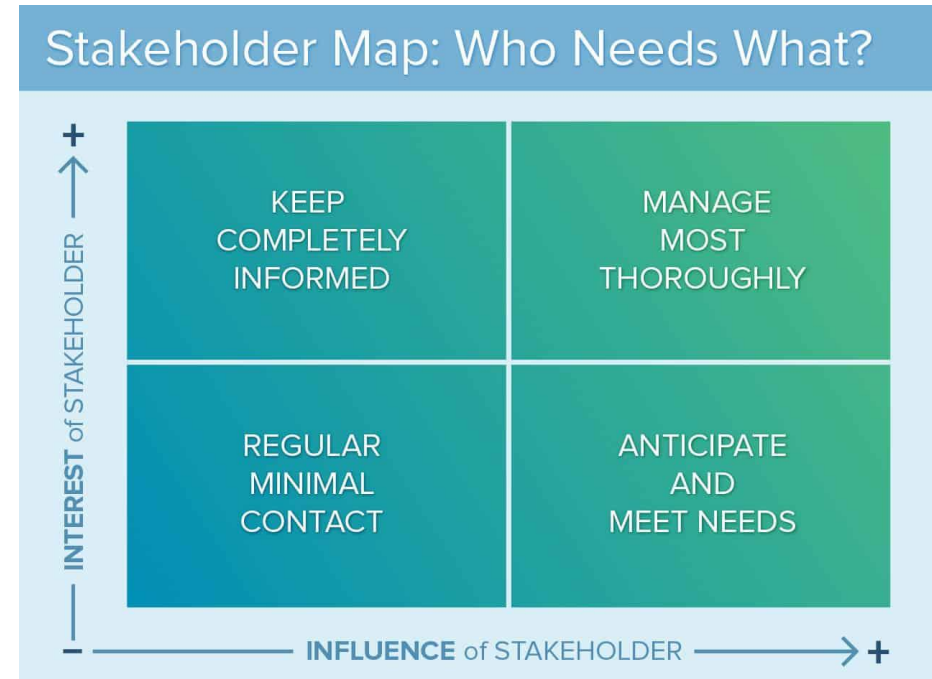 Stakeholder Map: Who Needs What?
+
INTEREST of STAKEHOLDER
KEEP
COMPLETELY
INFORMED
MANAGE
MOST
THOROUGHLY
REGULAR
MINIMAL
CONTACT
ANTICIPATE
AND
MEET NEEDS
−
INFLUENCE of STAKEHOLDER
+